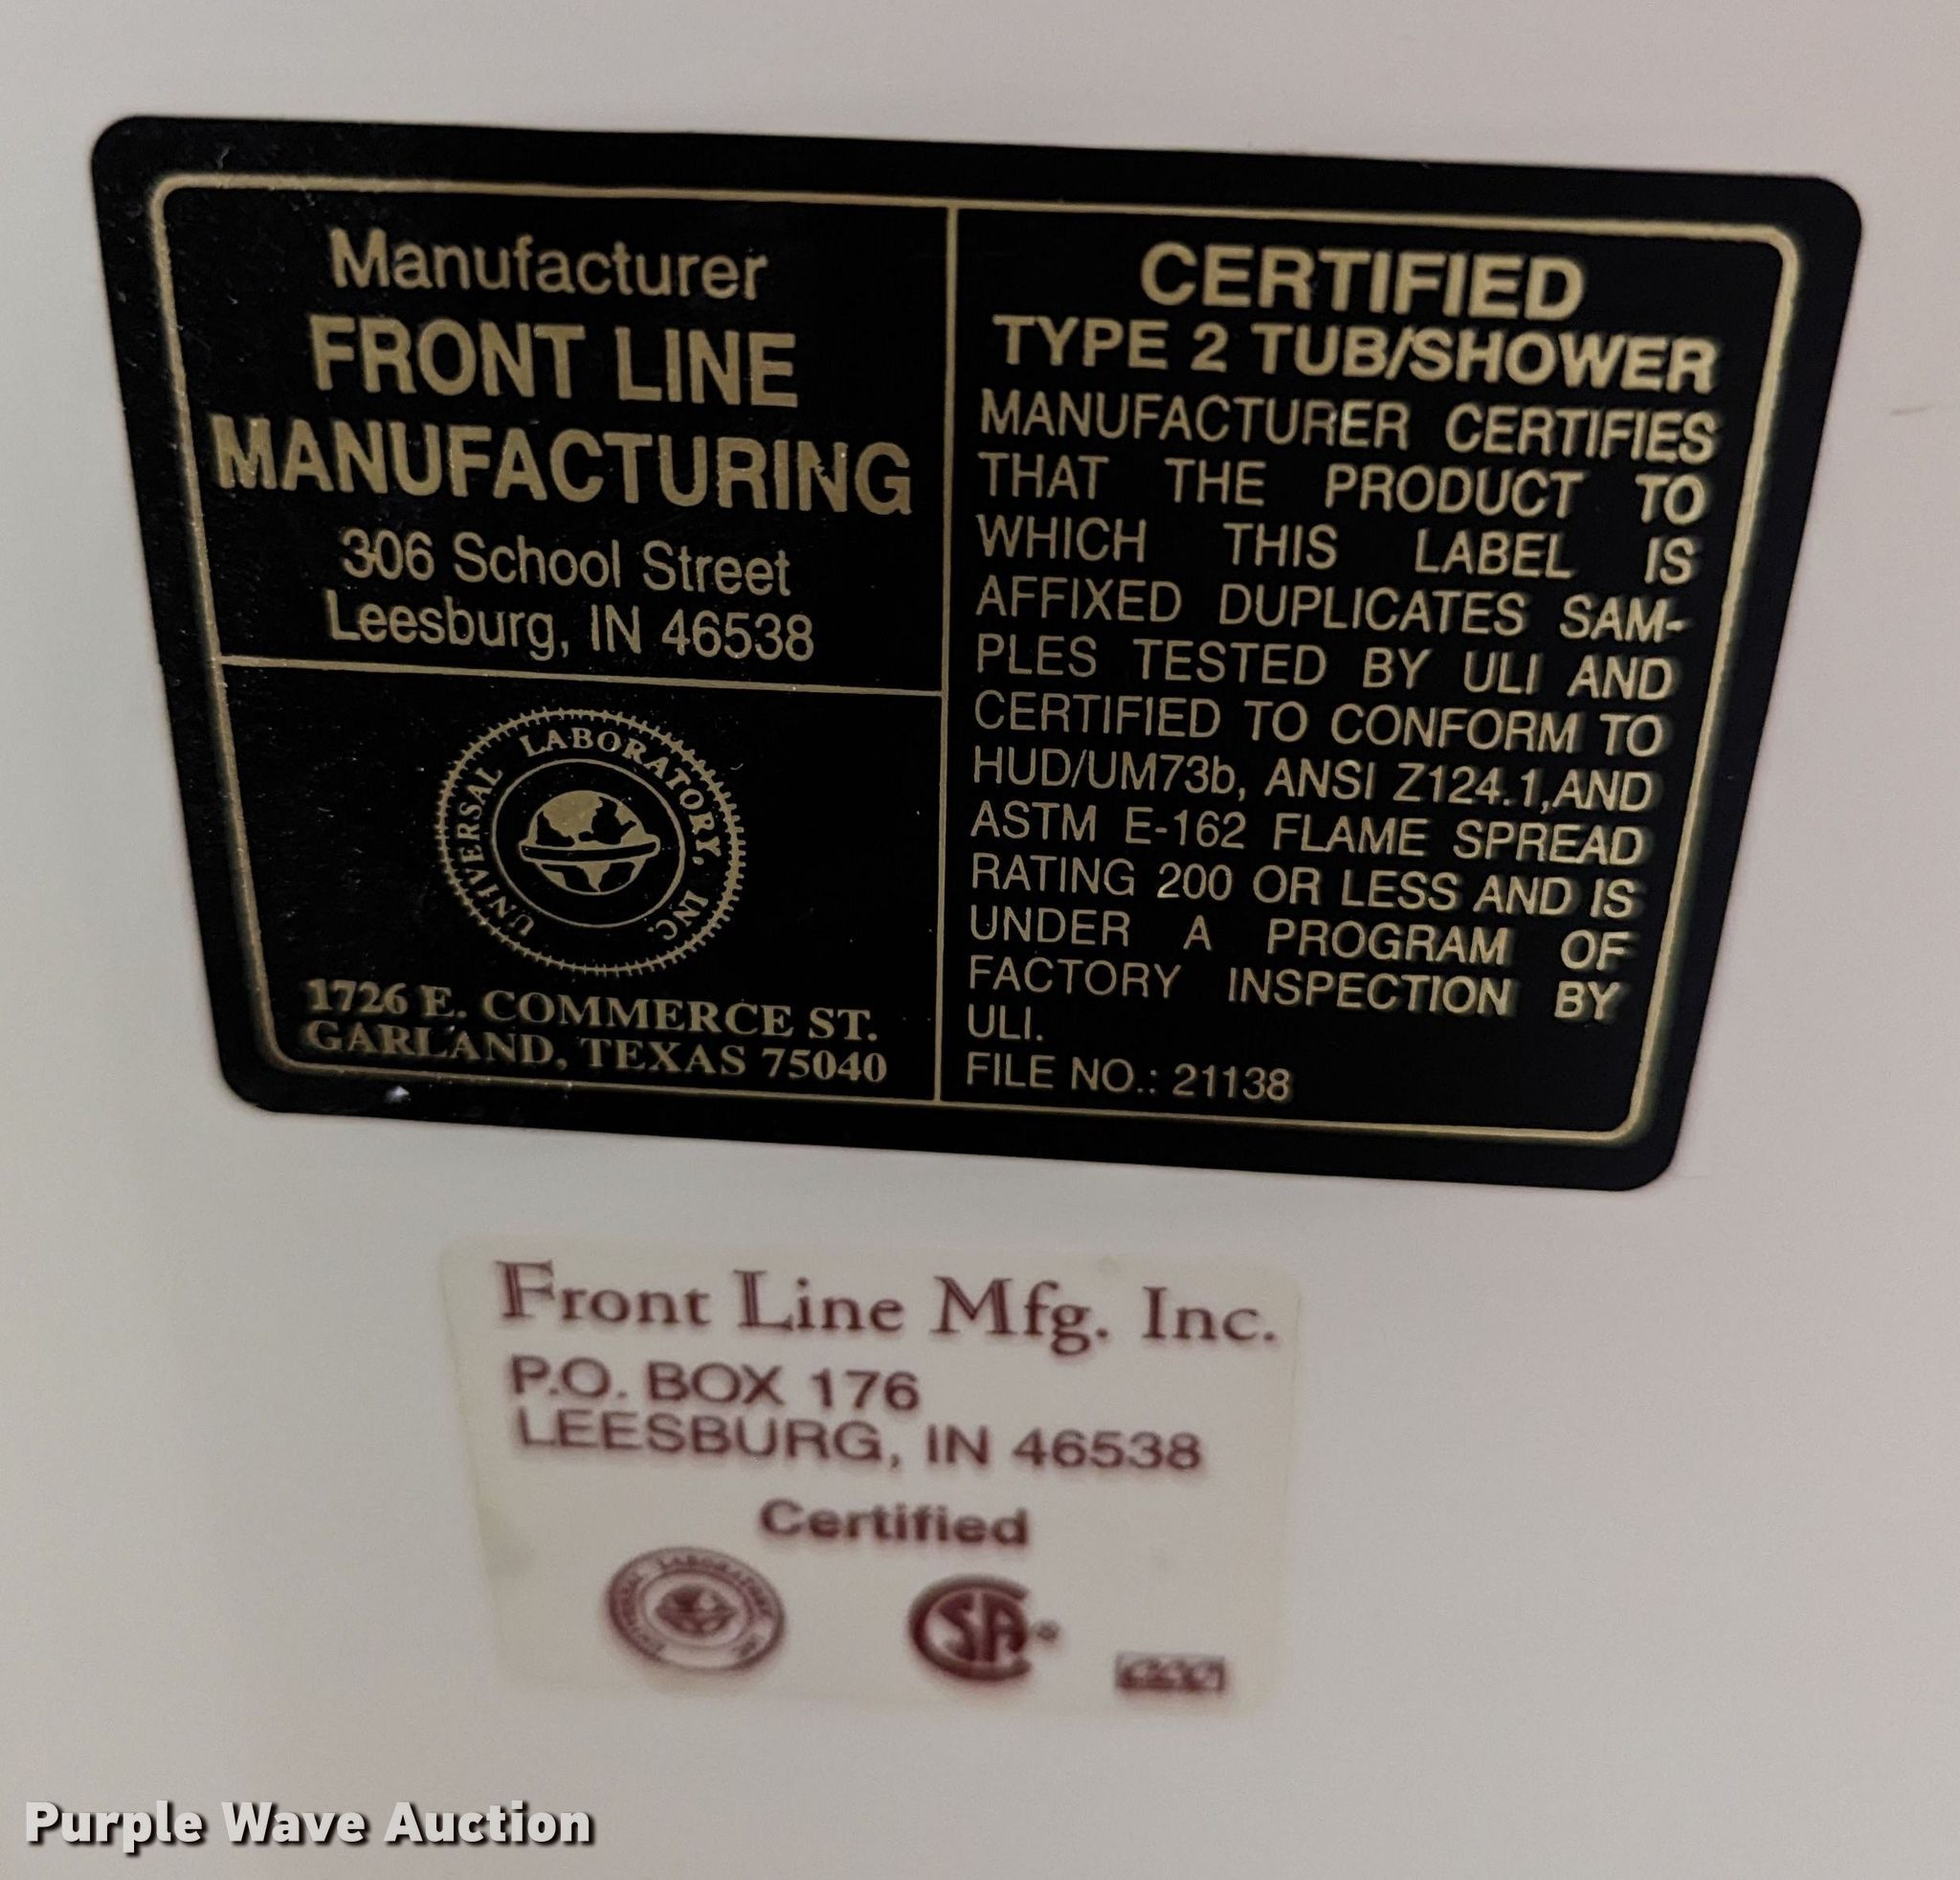 Manufacturer
FRONT LINE
MANUFACTURING
306 School Street
Leesburg, IN 46538
UNIVERSAL LABORATORY, INC.
1726 E. COMMERCE ST.
GARLAND, TEXAS 75040
CERTIFIED
TYPE 2 TUB/SHOWER
MANUFACTURER CERTIFIES
THAT THE PRODUCT TO
WHICH THIS LABEL IS
AFFIXED DUPLICATES SAM-
PLES TESTED BY ULI AND
CERTIFIED TO CONFORM TO
HUD/UM73b, ANSI Z124.1,AND
ASTM E-162 FLAME SPREAD
RATING 200 OR LESS AND IS
UNDER A PROGRAM OF
FACTORY INSPECTION BY
ULI.
FILE NO.: 21138
Front Line Mfg. Inc.
P.O. BOX 176
LEESBURG, IN 46538
Certified
UNIVERSAL LABORATORY, INC.
CSA®
Purple Wave Auction